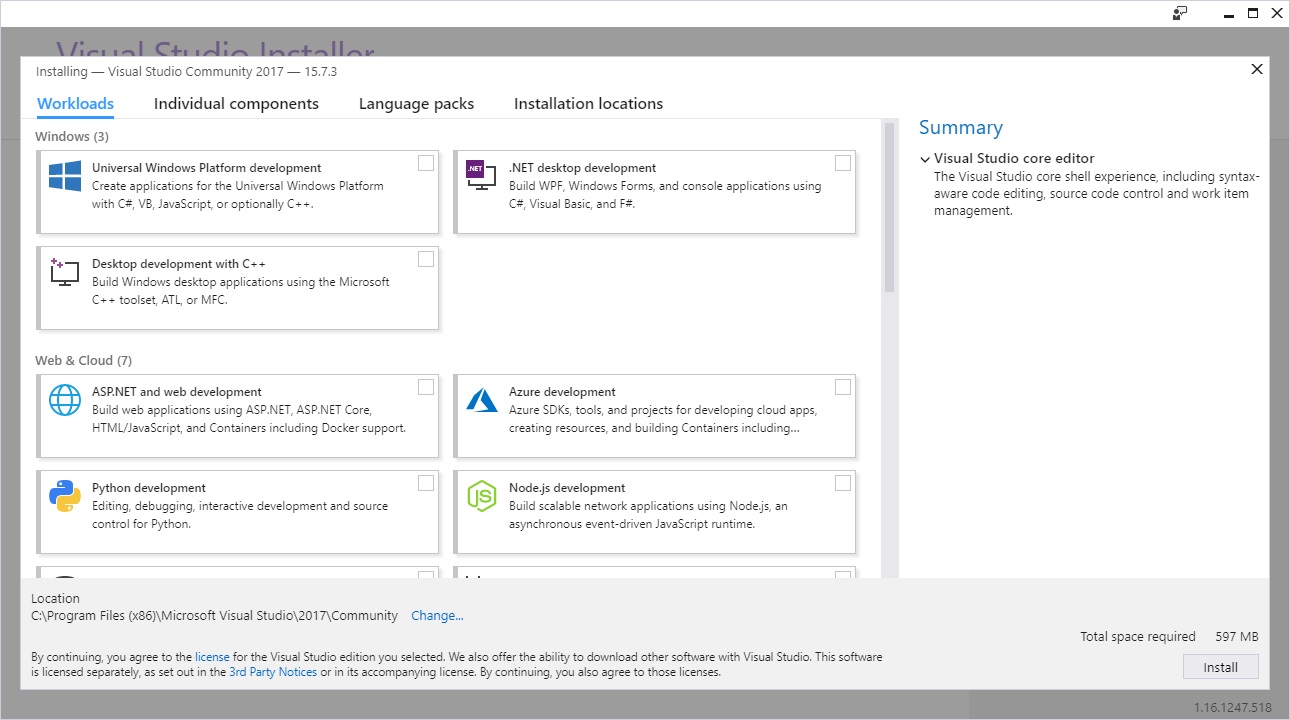 Visual Studio Installer
Installing — Visual Studio Community 2017 — 15.7.3
Workloads
Individual components
Language packs
Installation locations
Windows (3)
Universal Windows Platform development
Create applications for the Universal Windows Platform
with C#, VB, JavaScript, or optionally C++.
.NET
.NET desktop development
Build WPF, Windows Forms, and console applications using
C#, Visual Basic, and F#.
Desktop development with C++
Build Windows desktop applications using the Microsoft
C++ toolset, ATL, or MFC.
Web & Cloud (7)
ASP.NET and web development
Build web applications using ASP.NET, ASP.NET Core,
HTML/JavaScript, and Containers including Docker support.
Azure development
Azure SDKs, tools, and projects for developing cloud apps,
creating resources, and building Containers including...
Python development
Editing, debugging, interactive development and source
control for Python.
JS
Node.js development
Build scalable network applications using Node.js, an
asynchronous event-driven JavaScript runtime.
Summary
Visual Studio core editor
The Visual Studio core shell experience, including syntax-
aware code editing, source code control and work item
management.
Location
C:\Program Files (x86)\Microsoft Visual Studio\2017\Community Change...
Total space required 597 MB
By continuing, you agree to the license for the Visual Studio edition you selected. We also offer the ability to download other software with Visual Studio. This software
is licensed separately, as set out in the 3rd Party Notices or in its accompanying license. By continuing, you also agree to those licenses.
Install
1.16.1247.518